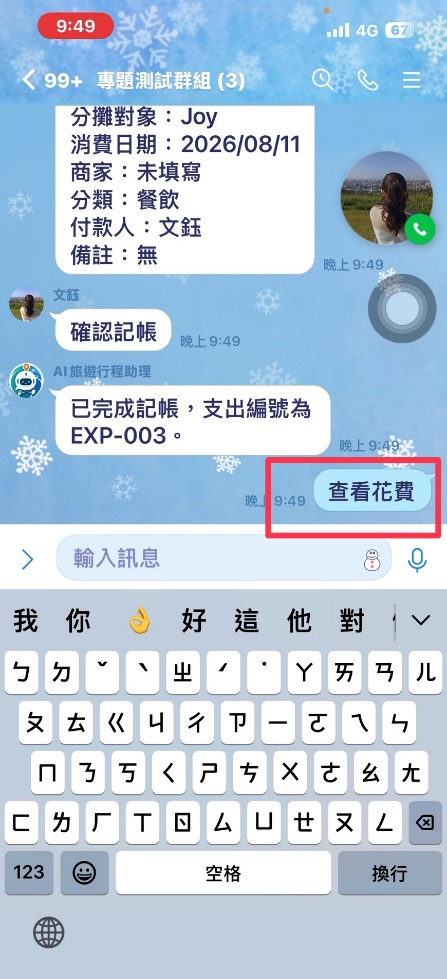 9:49
4G 67
99+ 專題測試群組 (3)
分攤對象：Joy
消費日期：2026/08/11
商家：未填寫
分類：餐飲
付款人：文鈺
備註：無
晚上 9:49
文鈺
確認記帳
晚上 9:49
AI旅遊行程助理
已完成記帳，支出編號為
EXP-003。
晚上 9:49
晚上 9:49
查看花費
輸入訊息
我 你 👌 好 這 他 對
ㄅ ㄉ ˇ ˋ ㄓ ˊ ˙ ㄚ ㄞ ㄢ ㄦ
ㄆ ㄊ ㄍ ㄐ ㄔ ㄗ ㄧ ㄛ ㄟ ㄣ
ㄇ ㄋ ㄎ ㄑ ㄕ ㄘ ㄨ ㄜ ㄠ ㄤ
ㄈ ㄌ ㄏ ㄒ ㄖ ㄙ ㄩ ㄝ ㄡ ㄥ
123 空格 換行